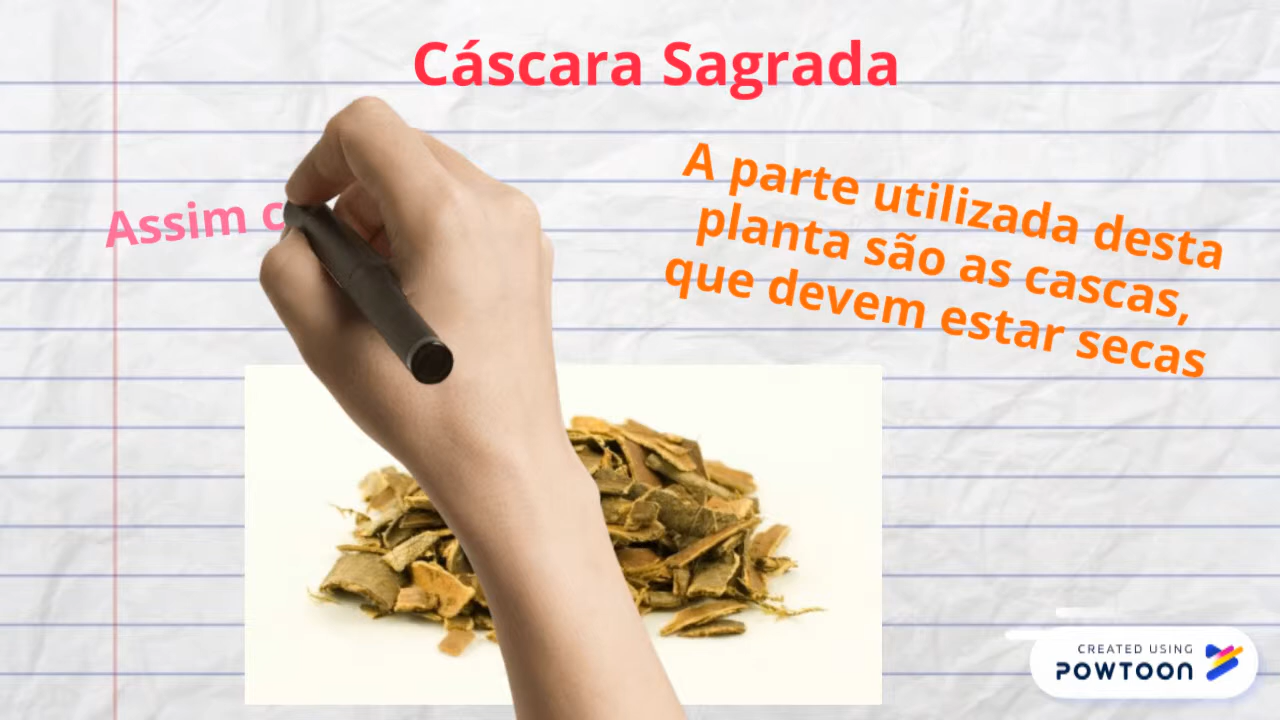 Cáscara Sagrada
Assim c
A parte utilizada desta
planta são as cascas,
que devem estar secas
CREATED USING
POWTOON